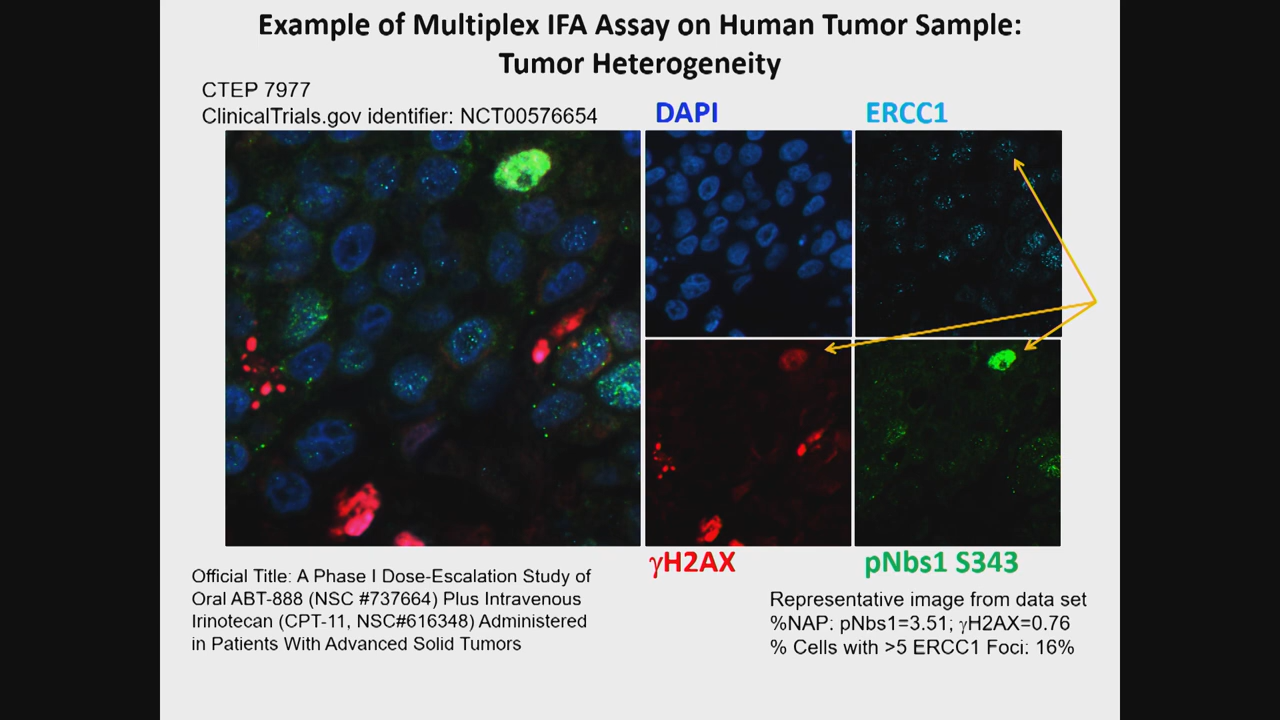 Example of Multiplex IFA Assay on Human Tumor Sample:
Tumor Heterogeneity
CTEP 7977
ClinicalTrials.gov identifier: NCT00576654
DAPI
ERCC1
γH2AX
pNbs1 S343
Official Title: A Phase I Dose-Escalation Study of
Oral ABT-888 (NSC #737664) Plus Intravenous
Irinotecan (CPT-11, NSC#616348) Administered
in Patients With Advanced Solid Tumors
Representative image from data set
%NAP: pNbs1=3.51; γH2AX=0.76
% Cells with >5 ERCC1 Foci: 16%